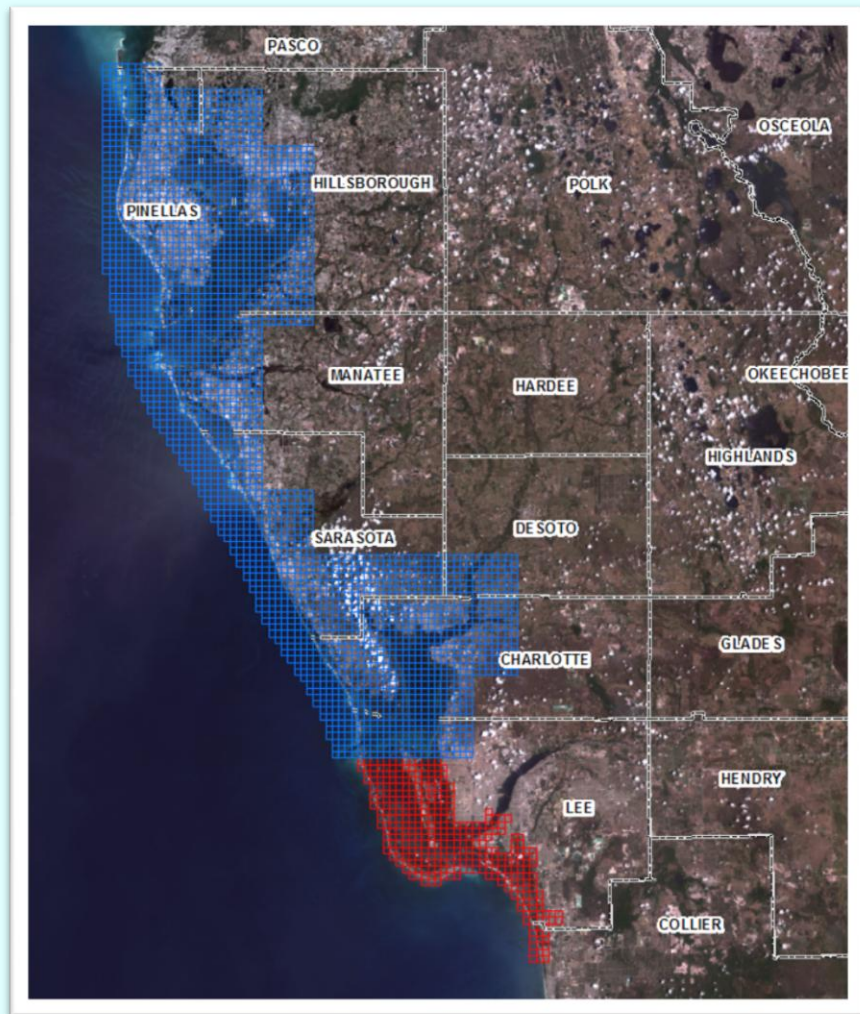 PASCO
OSCEOLA
HILLSBOROUGH
POLK
PINELLAS
MANATEE
HARDEE
OKEECHOBEE
HIGHLANDS
SARASOTA
DESOTO
CHARLOTTE
GLADES
HENDRY
LEE
COLLIER